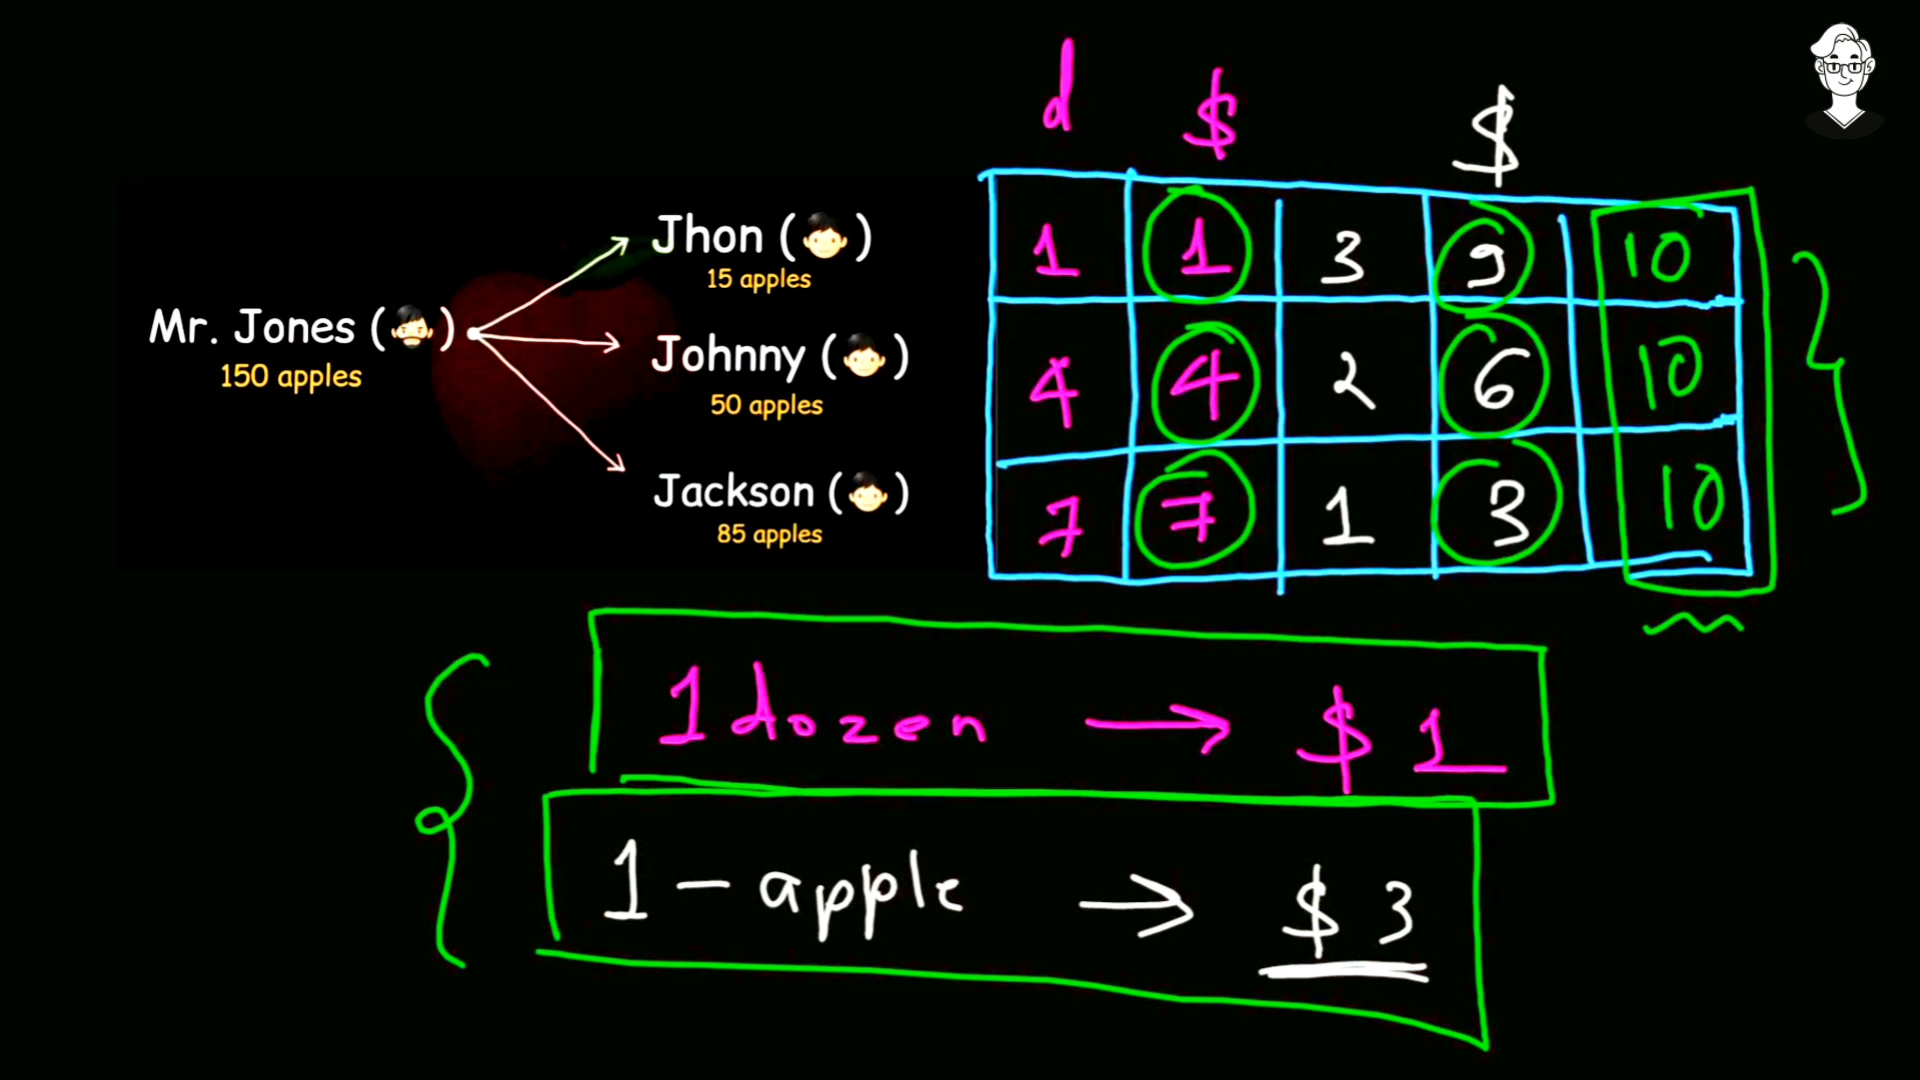 Mr. Jones ( )
150 apples
Jhon ( )
15 apples
Johnny ( )
50 apples
Jackson ( )
85 apples
d $ $
1 1 3 9 10
4 4 2 6 10
7 7 1 3 10
1 dozen → $ 1
1 - apple → $ 3